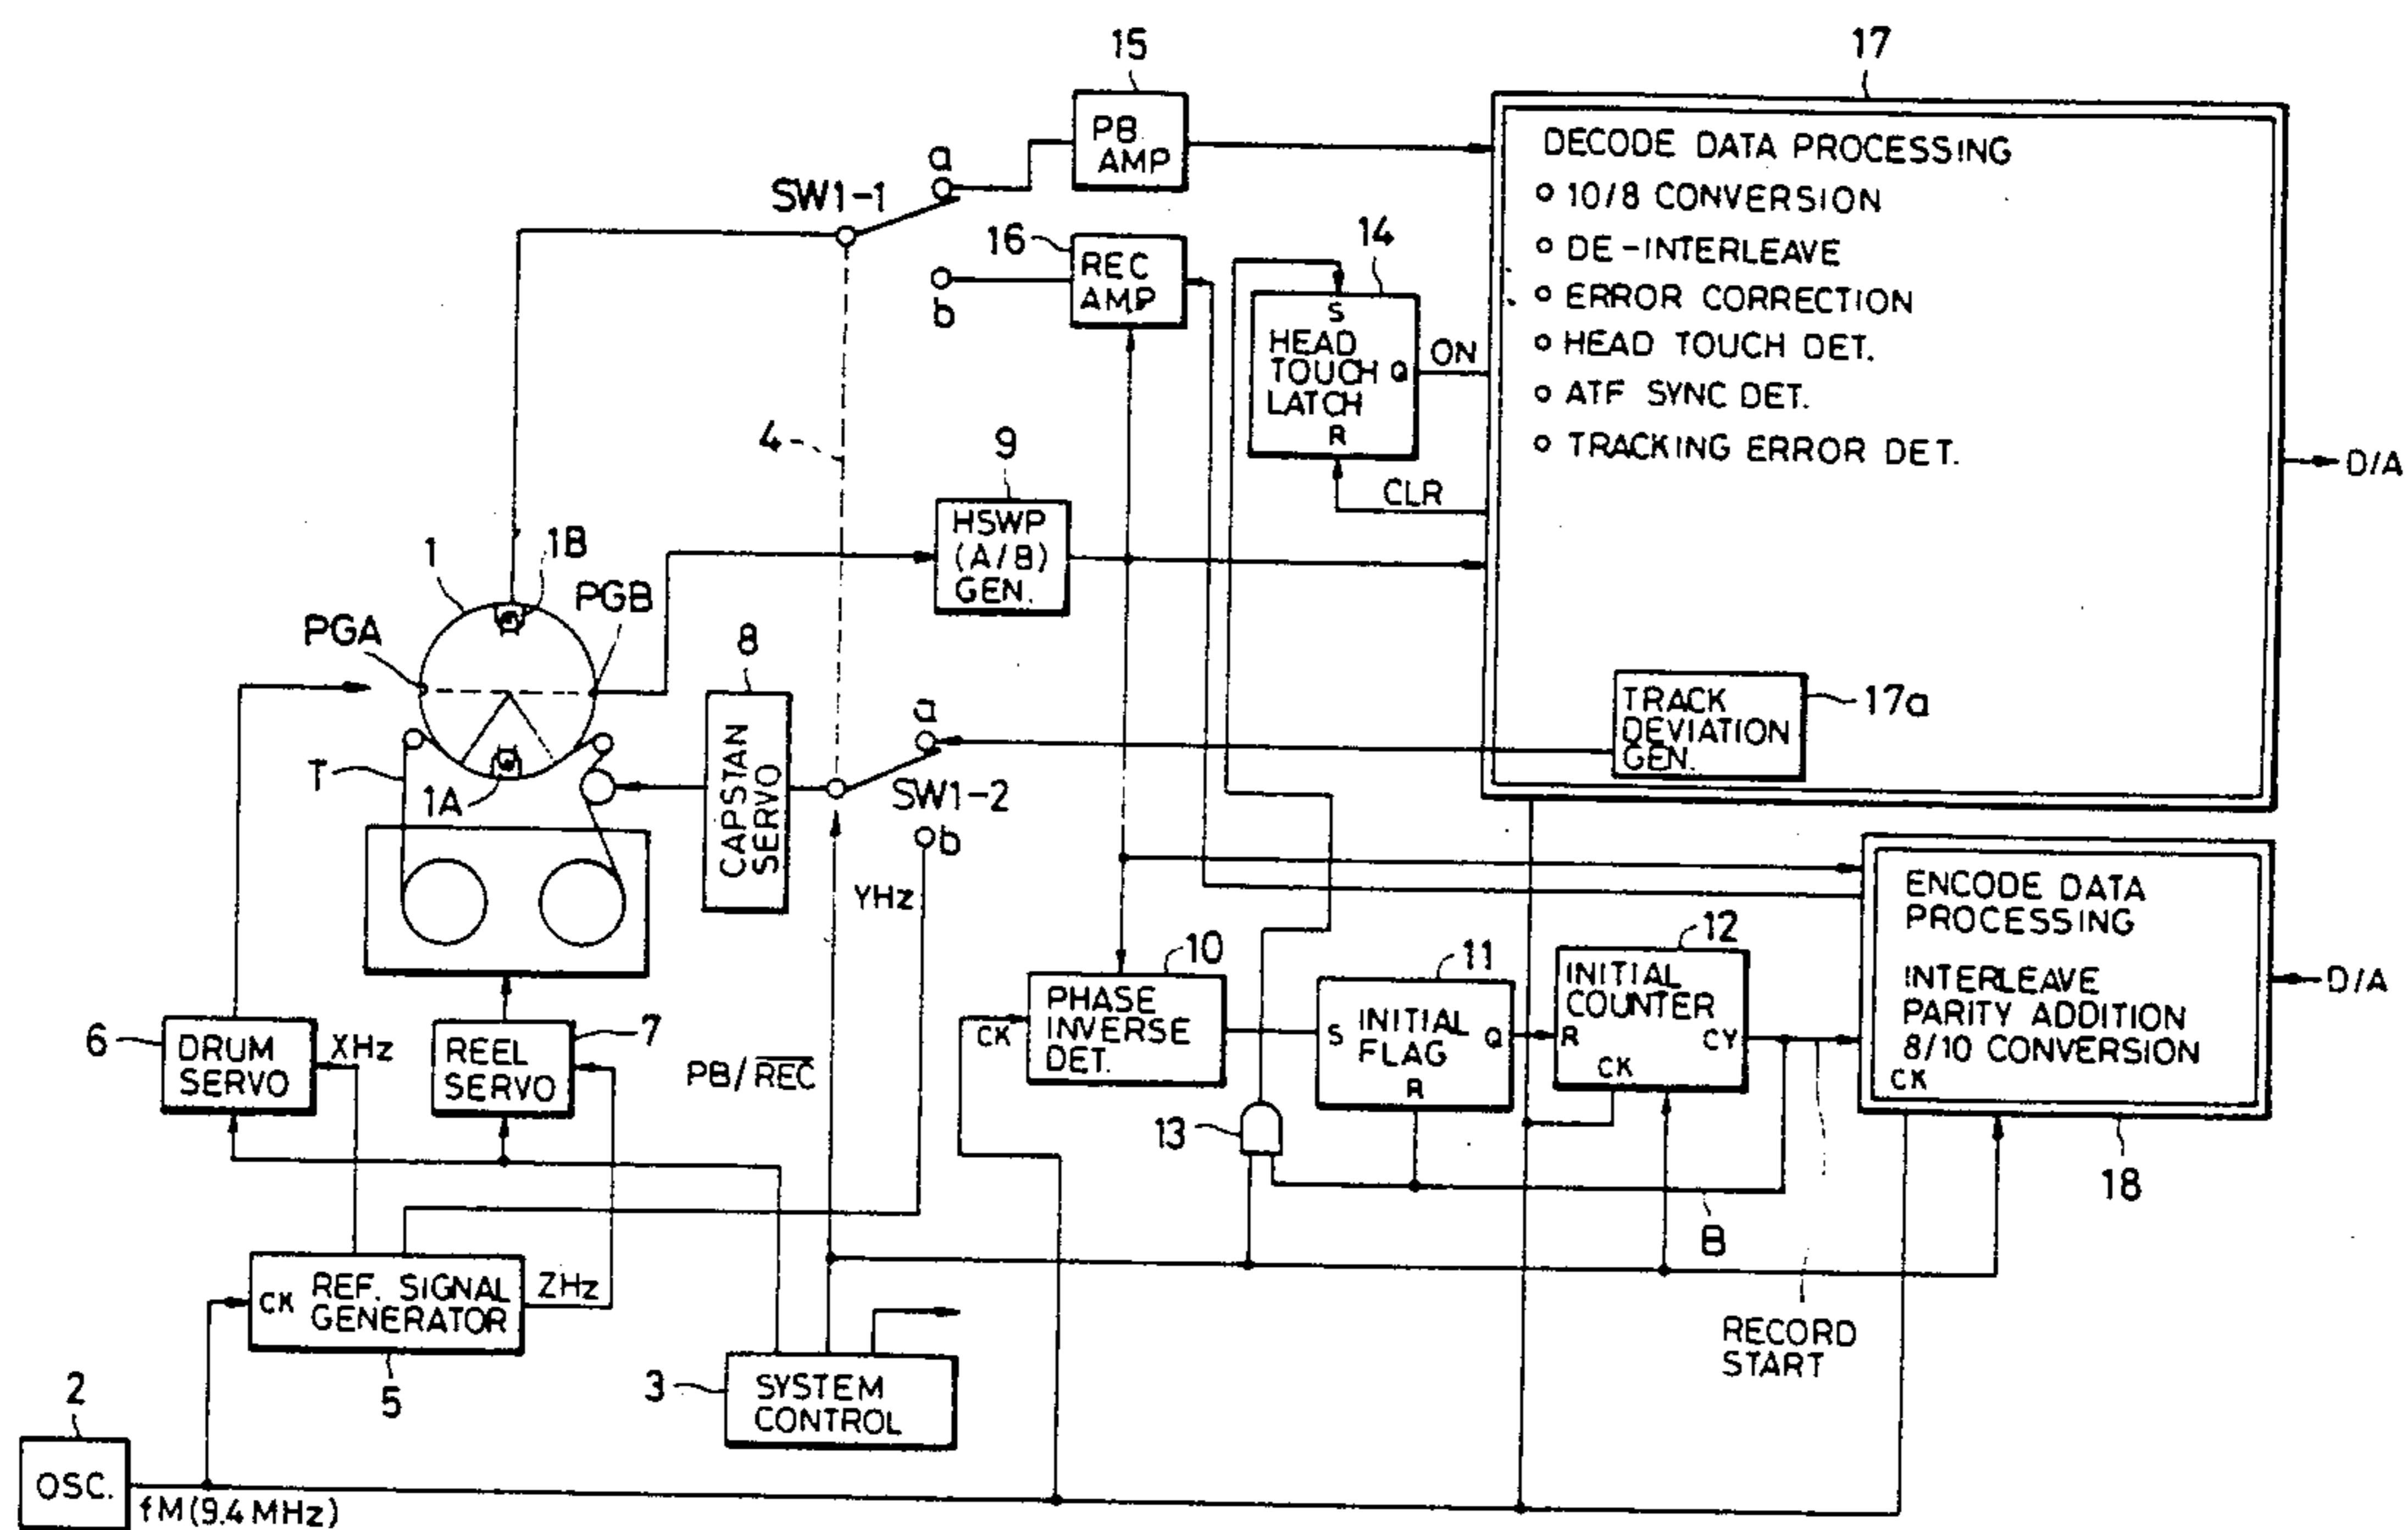 15
17
PB
AMP
a
SW1-1
16
REC
AMP
b
14
S
HEAD
TOUCH Q
LATCH
R
ON
CLR
DECODE DATA PROCESSING
o 10/8 CONVERSION
o DE-INTERLEAVE
o ERROR CORRECTION
o HEAD TOUCH DET.
o ATF SYNC DET.
o TRACKING ERROR DET.
D/A
4
9
HSWP
(A/B)
GEN.
1
1B
PGB
PGA
8
CAPSTAN
SERVO
a
SW1-2
b
TRACK
DEVIATION
GEN.
17a
T
1A
YHz
ENCODE DATA
PROCESSING
INTERLEAVE
PARITY ADDITION
8/10 CONVERSION
CK
D/A
18
10
CK
PHASE
INVERSE
DET.
11
S INITIAL Q
FLAG
R
12
INITIAL
COUNTER
R CY
CK
6
DRUM
SERVO
XHz
REEL
SERVO
7
PB/R̅E̅C̅
13
B
RECORD
START
CK REF. SIGNAL
GENERATOR
ZHz
5
3
SYSTEM
CONTROL
2
OSC.
fM(9.4MHz)